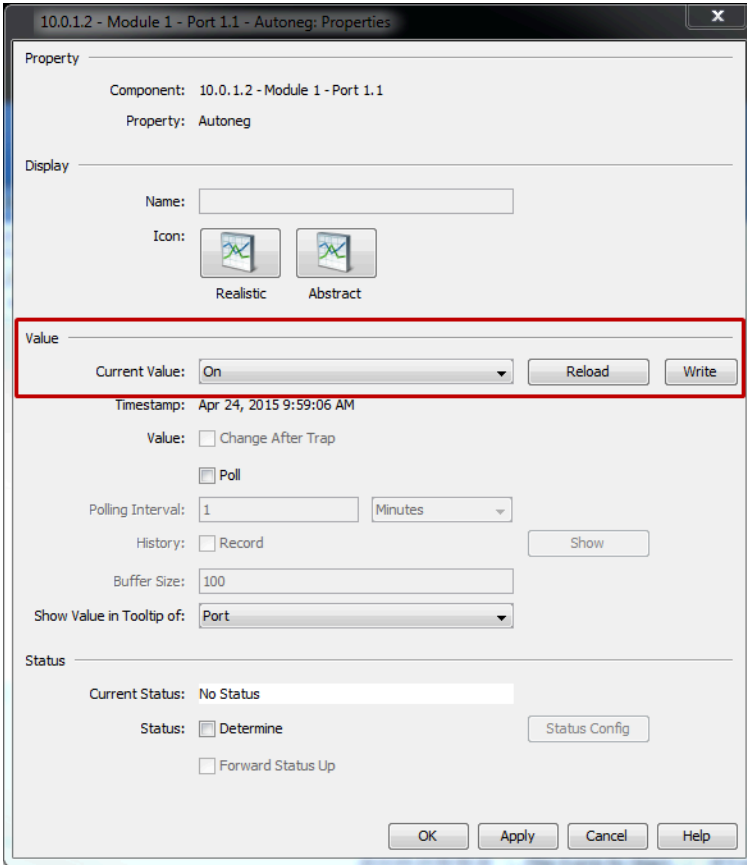 10.0.1.2 - Module 1 - Port 1.1 - Autoneg: Properties
x
Property
Component: 10.0.1.2 - Module 1 - Port 1.1
Property: Autoneg
Display
Name:
Icon:
Realistic Abstract
Value
Current Value: On Reload Write
Timestamp: Apr 24, 2015 9:59:06 AM
Value: Change After Trap
Poll
Polling Interval: 1 Minutes
History: Record Show
Buffer Size: 100
Show Value in Tooltip of: Port
Status
Current Status: No Status
Status: Determine Status Config
Forward Status Up
OK Apply Cancel Help